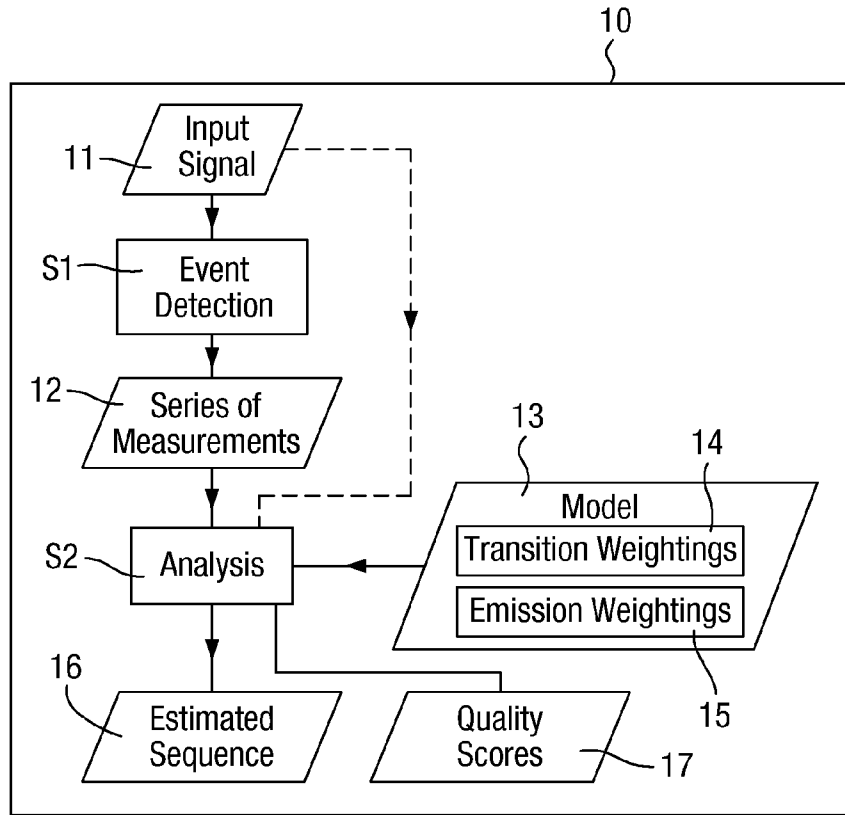 10
Input
Signal
11
S1
Event
Detection
12
Series of
Measurements
13
14
Model
Transition Weightings
S2
Analysis
Emission Weightings
15
16
Estimated
Sequence
Quality
Scores
17